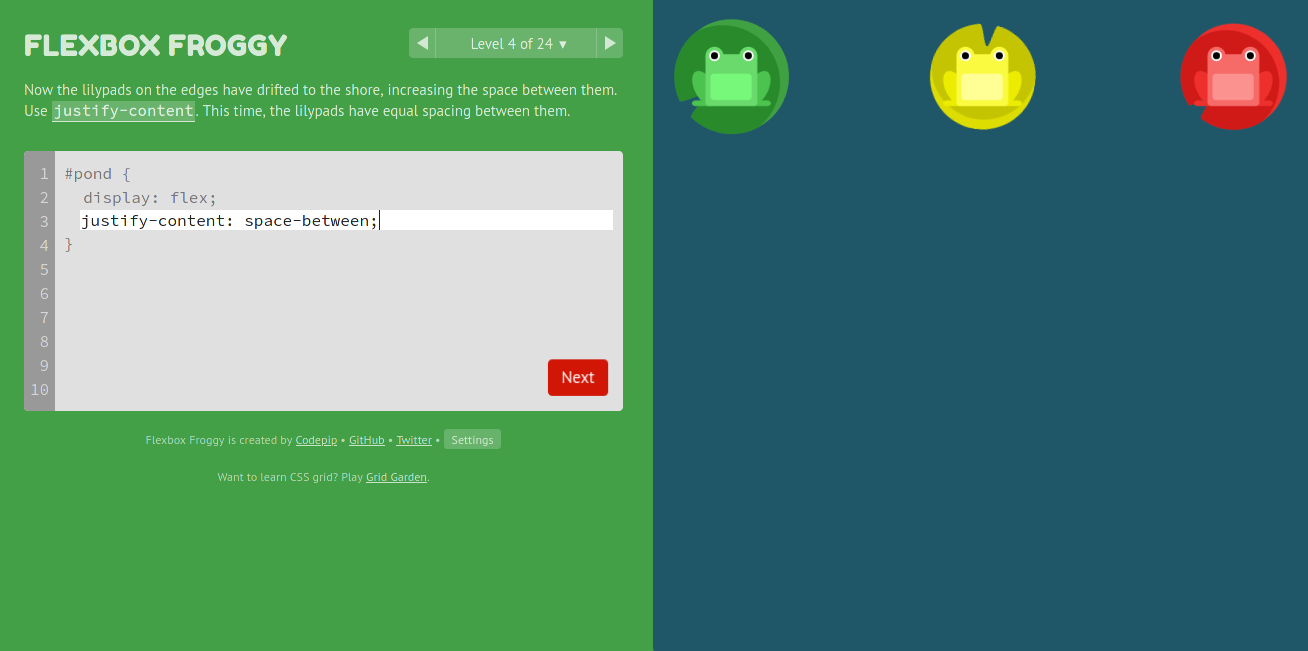 FLEXBOX FROGGY
◀ Level 4 of 24 ▾ ▶
Now the lilypads on the edges have drifted to the shore, increasing the space between them.
Use justify-content. This time, the lilypads have equal spacing between them.
1 #pond {
2 display: flex;
3 justify-content: space-between;
4 }
5
6
7
8
9
10
Next
Flexbox Froggy is created by Codepip • GitHub • Twitter • Settings
Want to learn CSS grid? Play Grid Garden.